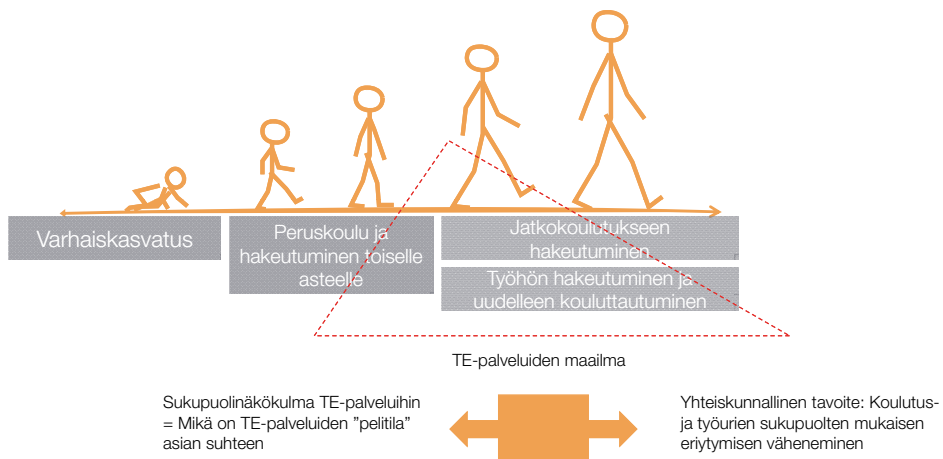 Varhaiskasvatus
Peruskoulu ja
hakeutuminen toiselle
asteelle
Jatkokoulutukseen
hakeutuminen
Työhön hakeutuminen ja
uudelleen kouluttautuminen
TE-palveluiden maailma
Sukupuolinäkökulma TE-palveluihin
= Mikä on TE-palveluiden ”pelitila”
asian suhteen
Yhteiskunnallinen tavoite: Koulutus-
ja työurien sukupuolten mukaisen
eriytymisen väheneminen